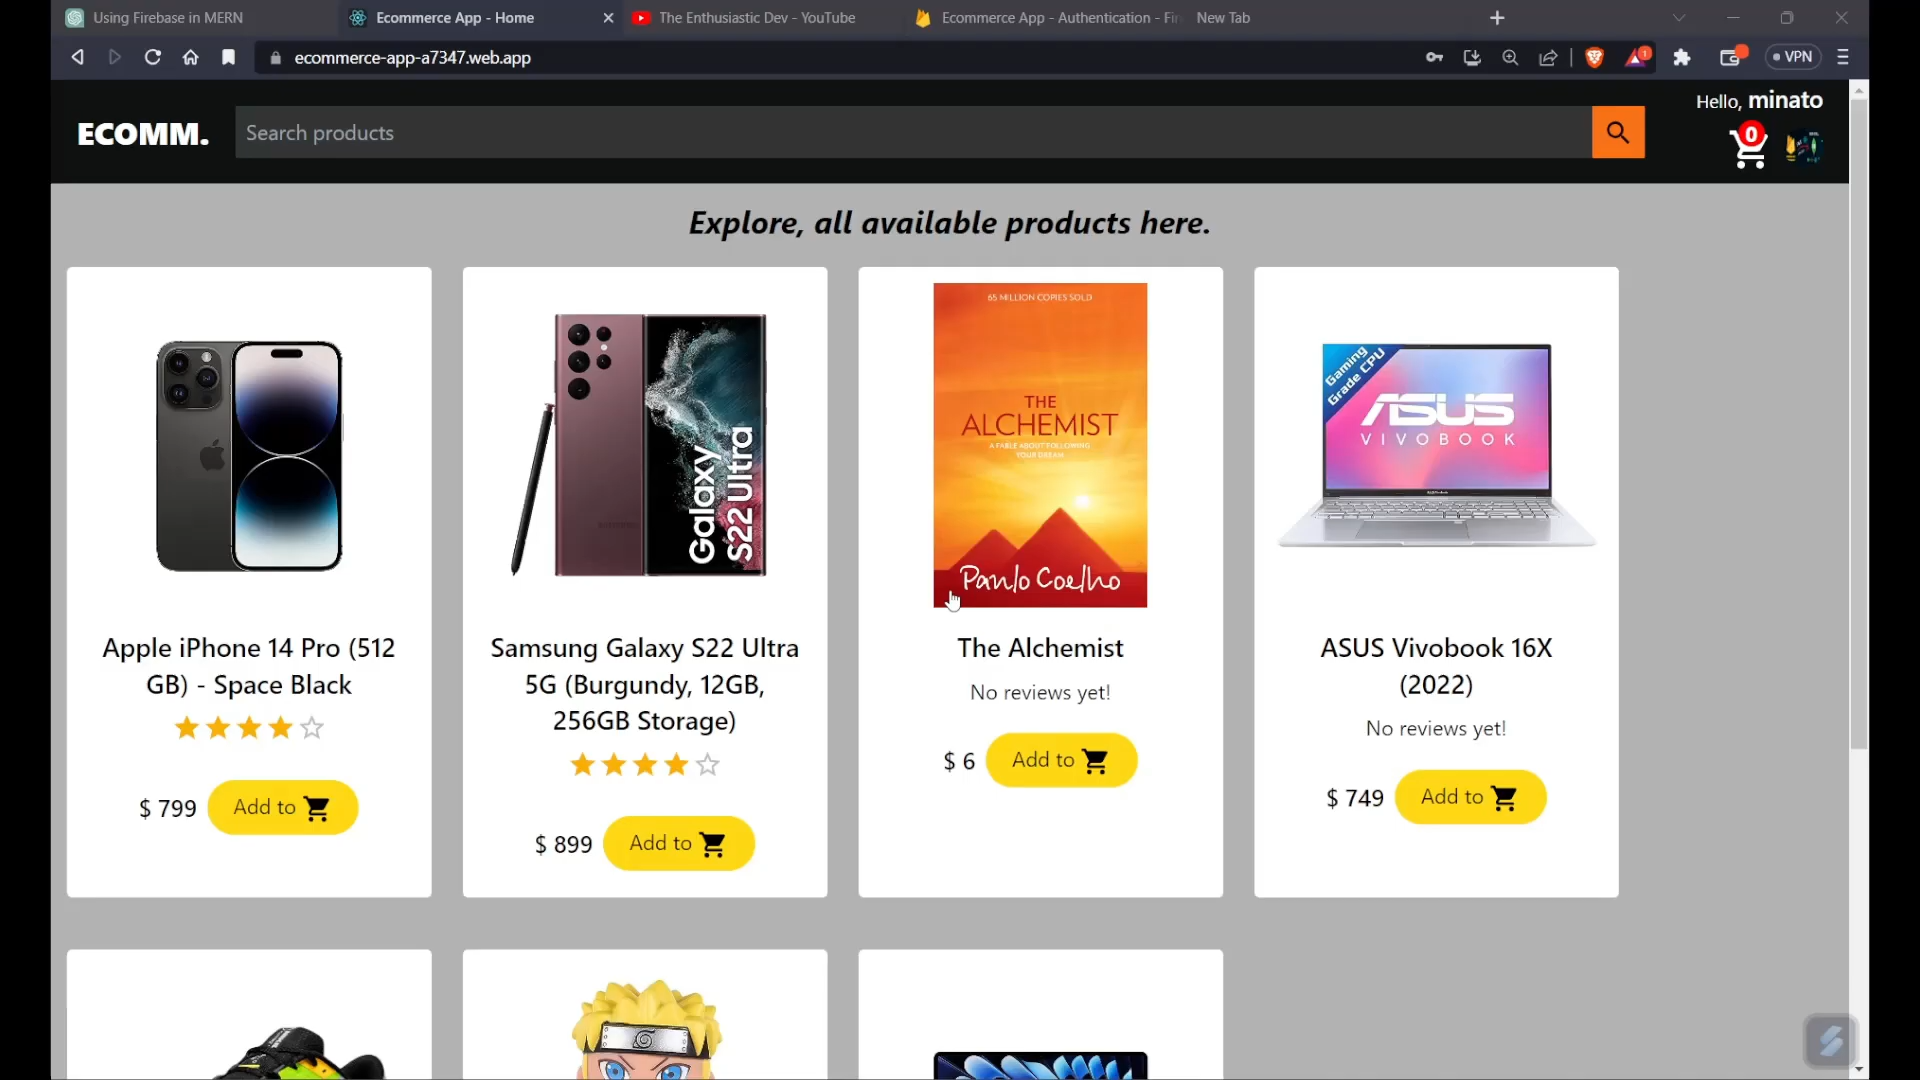 Using Firebase in MERN
Ecommerce App - Home
The Enthusiastic Dev - YouTube
Ecommerce App - Authentication - Fir
New Tab
ecommerce-app-a7347.web.app
1
VPN
ECOMM.
Search products
Hello, minato
0
Explore, all available products here.
Galaxy
S22 Ultra
65 MILLION COPIES SOLD
THE
ALCHEMIST
A FABLE ABOUT FOLLOWING
YOUR DREAM
Paulo Coelho
Gaming
Grade CPU
ASUS
VIVOBOOK
Apple iPhone 14 Pro (512
GB) - Space Black
$ 799
Add to
Samsung Galaxy S22 Ultra
5G (Burgundy, 12GB,
256GB Storage)
$ 899
Add to
The Alchemist
No reviews yet!
$ 6
Add to
ASUS Vivobook 16X
(2022)
No reviews yet!
$ 749
Add to